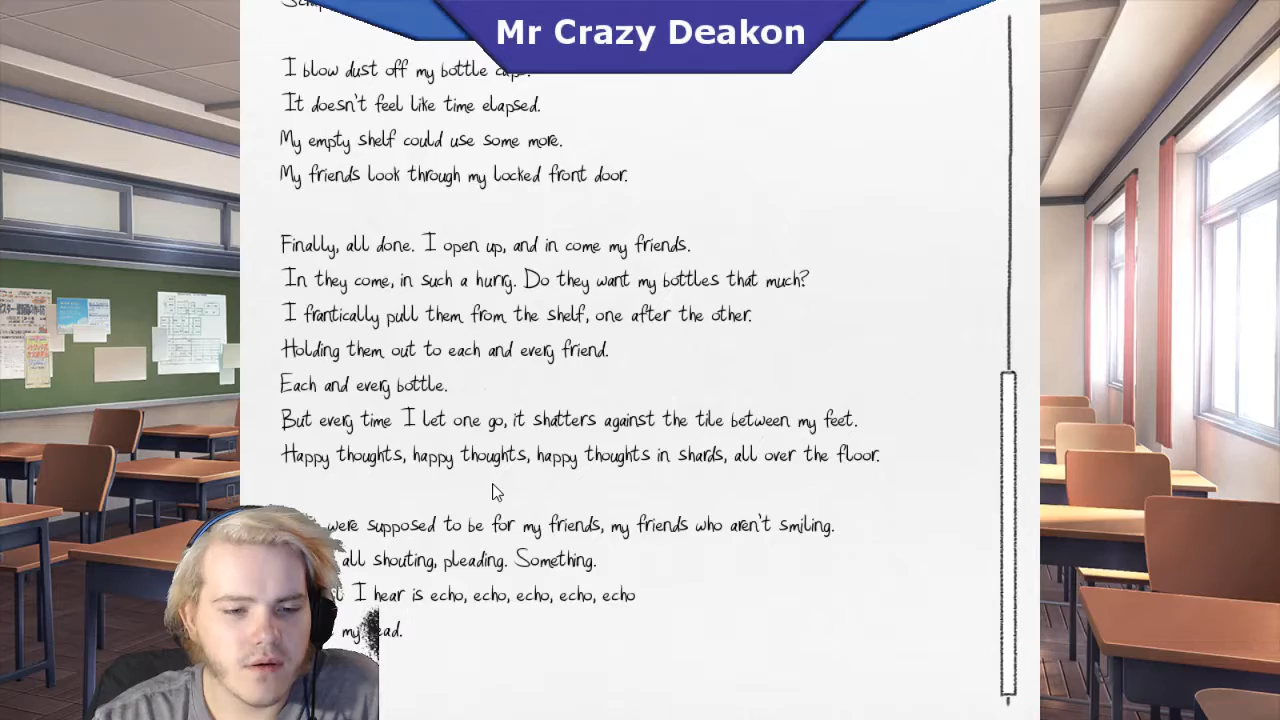 Mr Crazy Deakon
I blow dust off my bottle caps.
It doesn't feel like time elapsed.
My empty shelf could use some more.
My friends look through my locked front door.
Finally, all done. I open up, and in come my friends.
In they come, in such a hurry. Do they want my bottles that much?
I frantically pull them from the shelf, one after the other.
Holding them out to each and every friend.
Each and every bottle.
But every time I let one go, it shatters against the tile between my feet.
Happy thoughts, happy thoughts, happy thoughts in shards, all over the floor.
were supposed to be for my friends, my friends who aren't smiling.
all shouting, pleading. Something.
I hear is echo, echo, echo, echo, echo
my head.